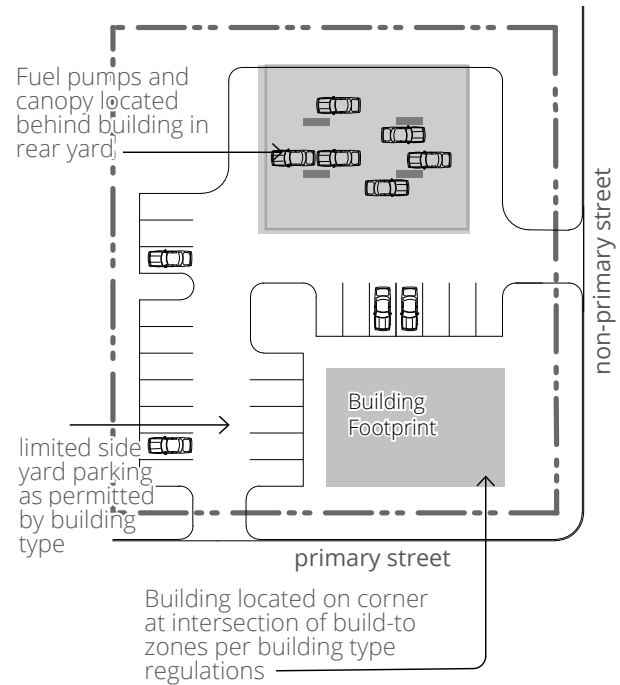 Fuel pumps and
canopy located
behind building in
rear yard
non-primary street
Building
Footprint
limited side
yard parking
as permitted
by building
type
primary street
Building located on corner
at intersection of build-to
zones per building type
regulations